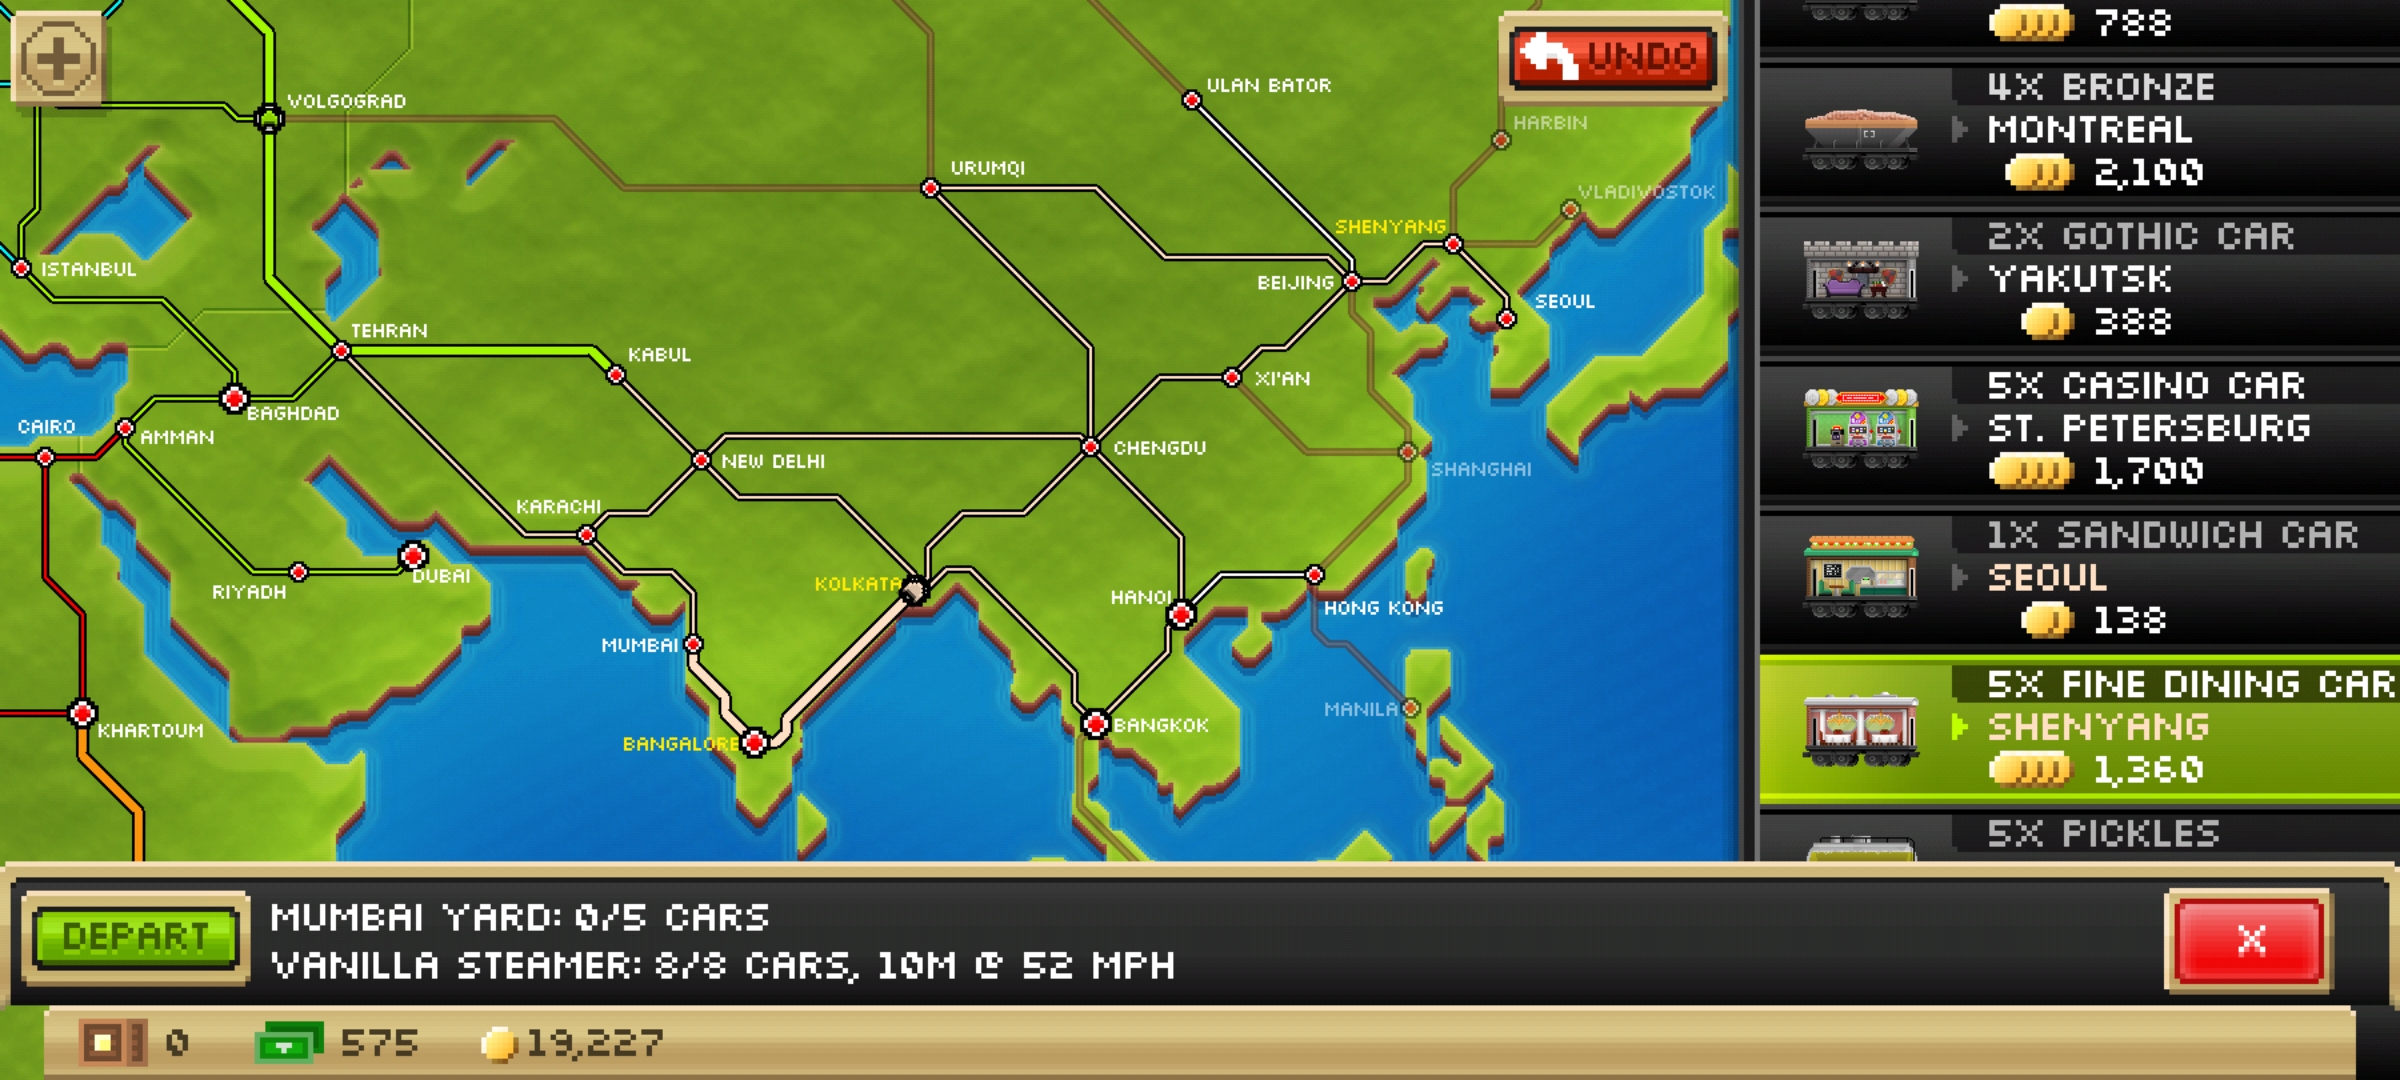 VOLGOGRAD
ULAN BATOR
UNDO
HARBIN
URUMQI
VLADIVOSTOK
SHENYANG
ISTANBUL
BEIJING
SEOUL
TEHRAN
KABUL
XI'AN
BAGHDAD
CAIRO
AMMAN
NEW DELHI
CHENGDU
SHANGHAI
KARACHI
RIYADH
DUBAI
KOLKATA
HANOI
HONG KONG
MUMBAI
KHARTOUM
BANGALORE
BANGKOK
MANILA
788
4X BRONZE
MONTREAL
2,100
2X GOTHIC CAR
YAKUTSK
388
5X CASINO CAR
ST. PETERSBURG
1,700
1X SANDWICH CAR
SEOUL
138
5X FINE DINING CAR
SHENYANG
1,360
5X PICKLES
DEPART
MUMBAI YARD: 0/5 CARS
VANILLA STEAMER: 8/8 CARS, 10M @ 52 MPH
X
0
575
19,227